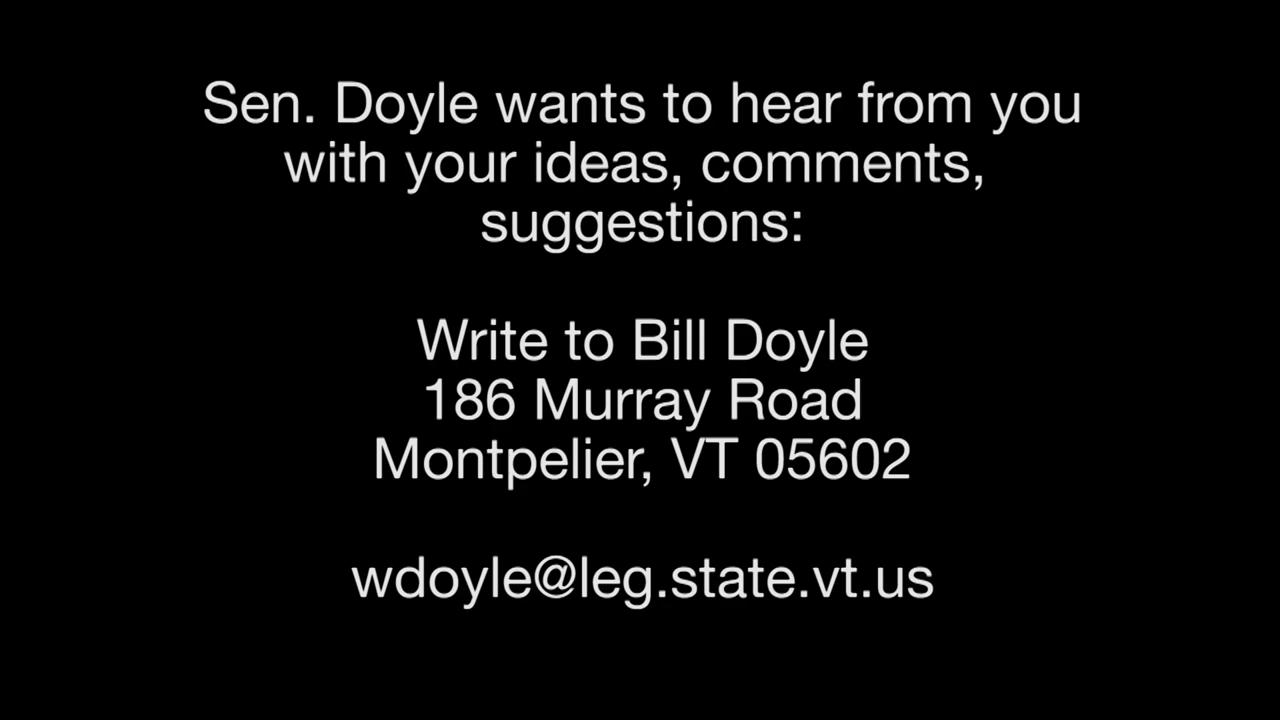 Sen. Doyle wants to hear from you
with your ideas, comments,
suggestions:
Write to Bill Doyle
186 Murray Road
Montpelier, VT 05602
wdoyle@leg.state.vt.us